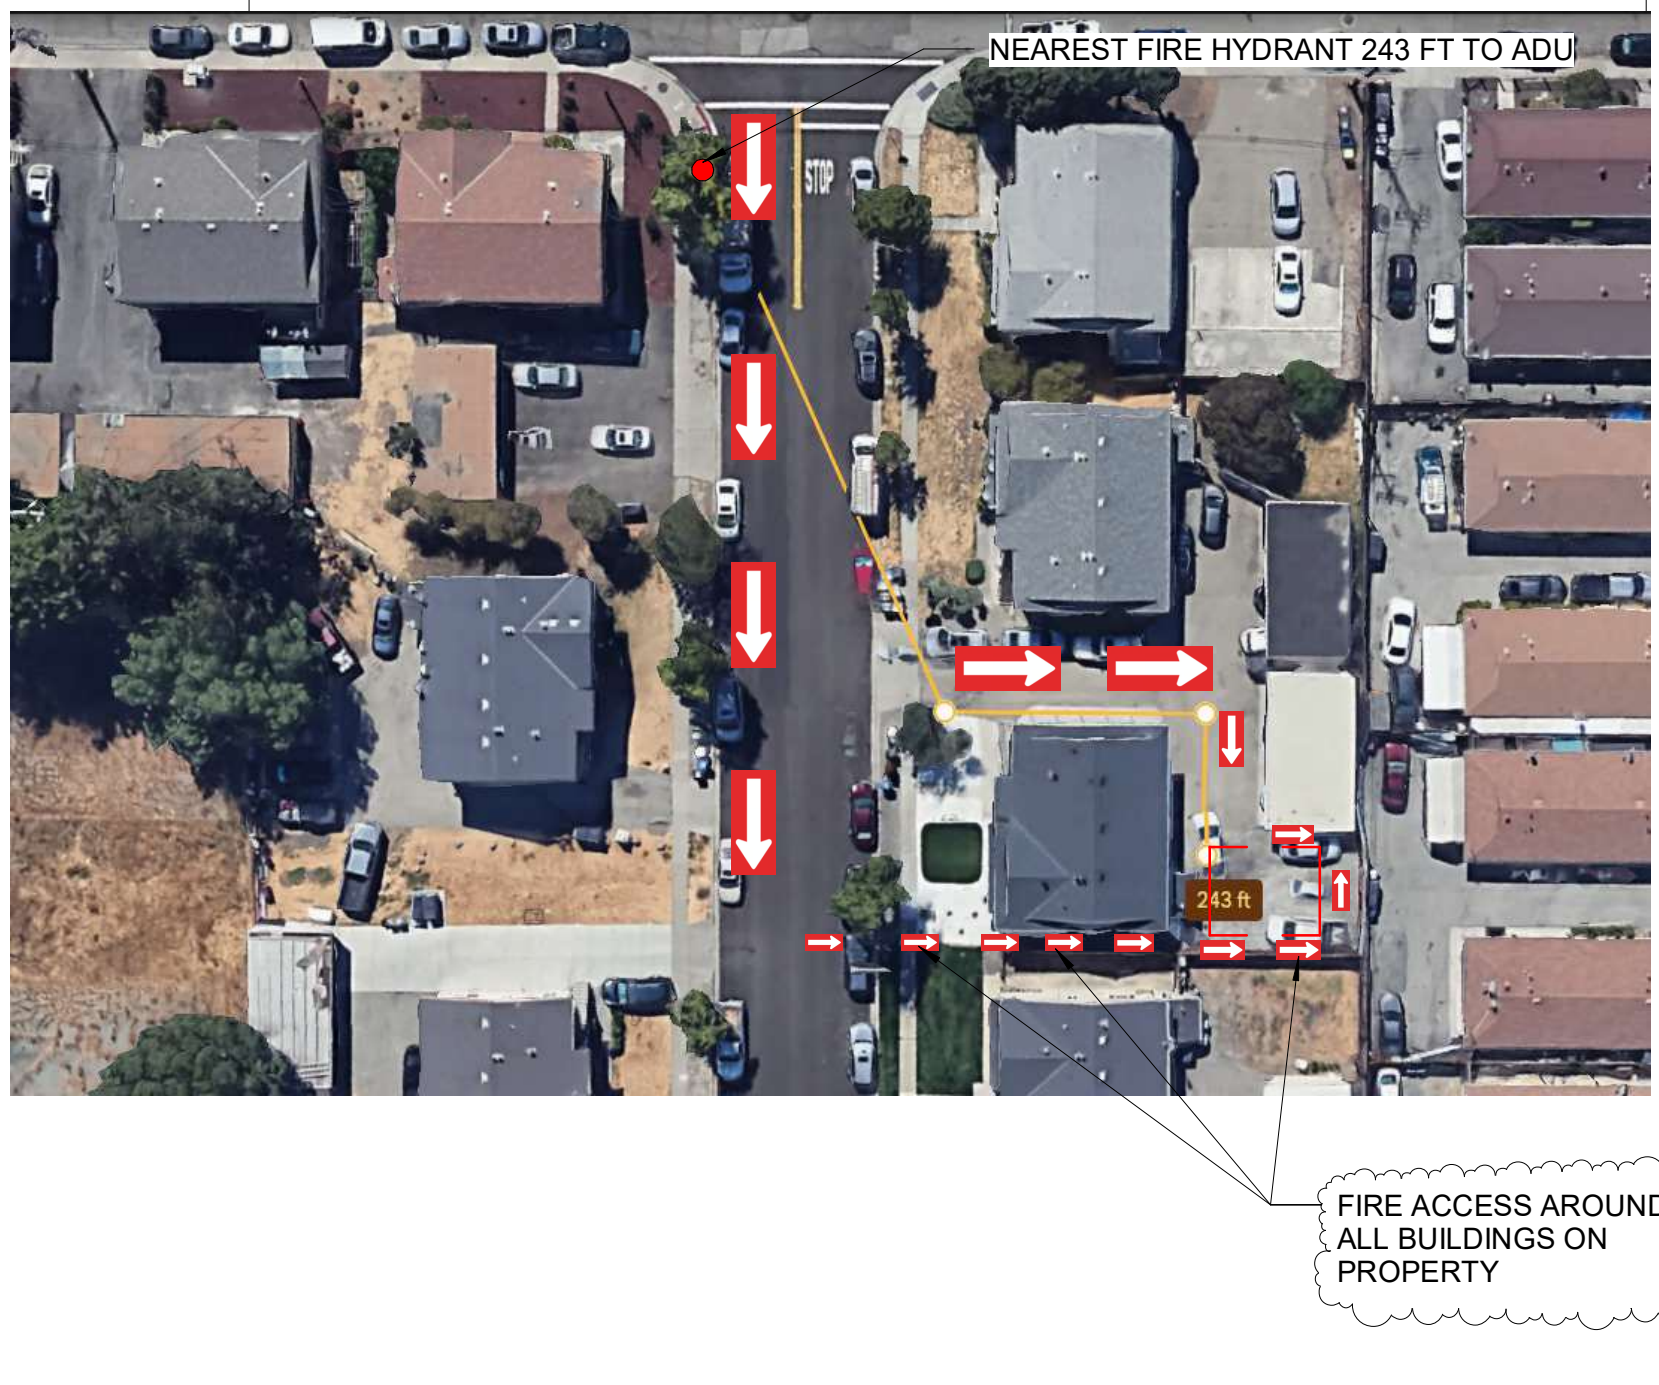 NEAREST FIRE HYDRANT 243 FT TO ADU
STOP
243 ft
FIRE ACCESS AROUND
ALL BUILDINGS ON
PROPERTY